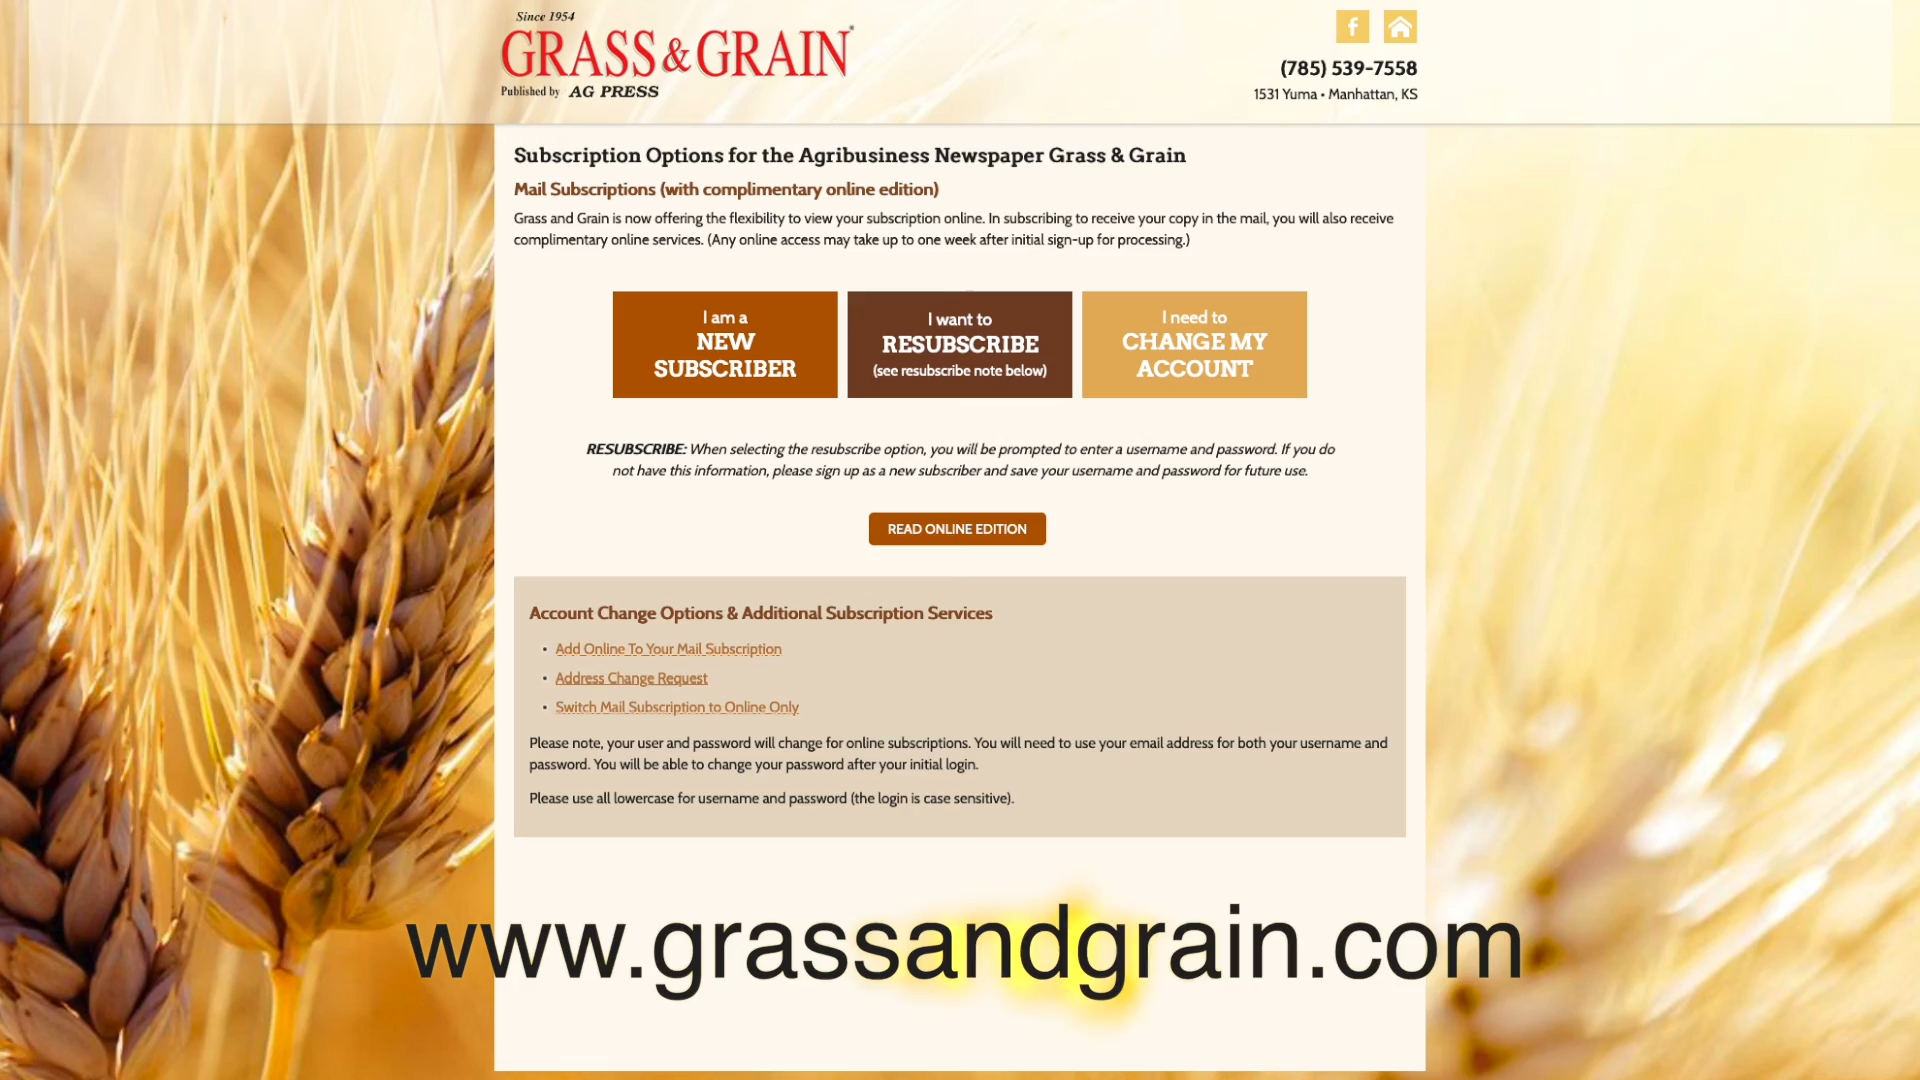 Since 1954
GRASS & GRAIN
Published by AG PRESS
(785) 539-7558
1531 Yuma • Manhattan, KS
Subscription Options for the Agribusiness Newspaper Grass & Grain
Mail Subscriptions (with complimentary online edition)
Grass and Grain is now offering the flexibility to view your subscription online. In subscribing to receive your copy in the mail, you will also receive
complimentary online services. (Any online access may take up to one week after initial sign-up for processing.)
I am a
NEW
SUBSCRIBER
I want to
RESUBSCRIBE
(see resubscribe note below)
I need to
CHANGE MY
ACCOUNT
RESUBSCRIBE: When selecting the resubscribe option, you will be prompted to enter a username and password. If you do
not have this information, please sign up as a new subscriber and save your username and password for future use.
READ ONLINE EDITION
Account Change Options & Additional Subscription Services
• Add Online To Your Mail Subscription
• Address Change Request
• Switch Mail Subscription to Online Only
Please note, your user and password will change for online subscriptions. You will need to use your email address for both your username and
password. You will be able to change your password after your initial login.
Please use all lowercase for username and password (the login is case sensitive).
www.grassandgrain.com